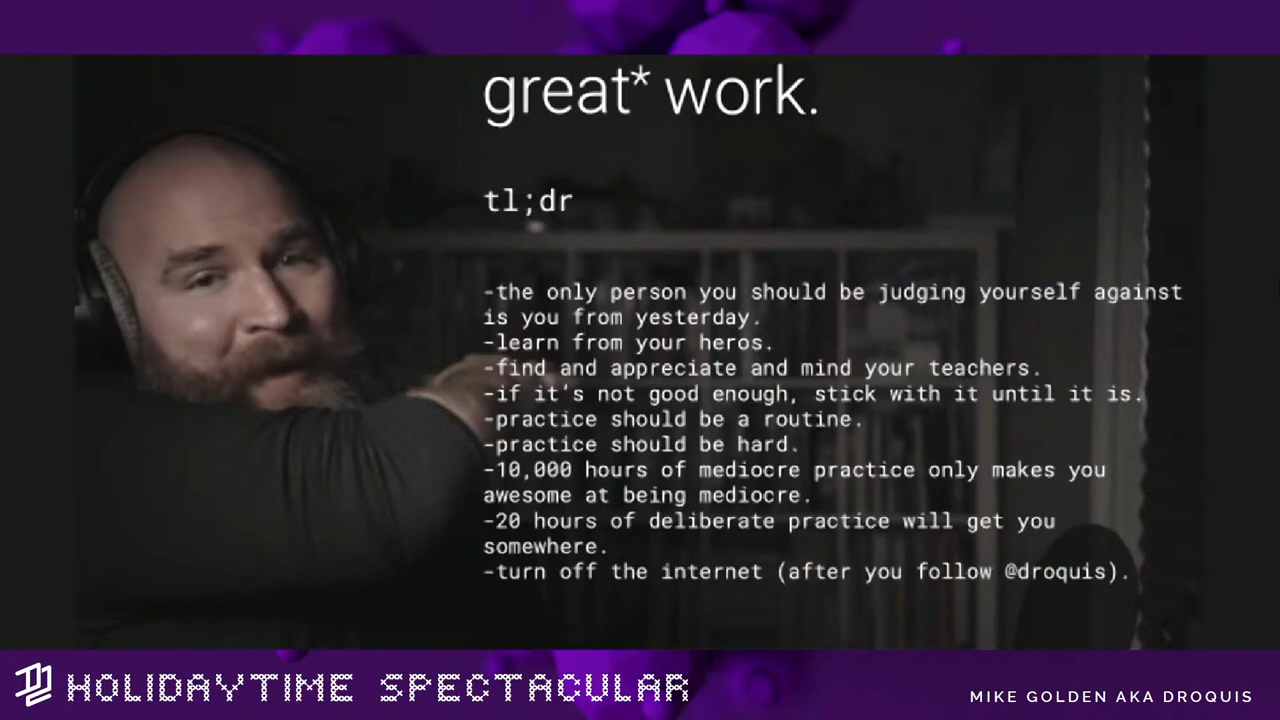 great* work.
tl;dr
-the only person you should be judging yourself against
is you from yesterday.
-learn from your heros.
-find and appreciate and mind your teachers.
-if it's not good enough, stick with it until it is.
-practice should be a routine.
-practice should be hard.
-10,000 hours of mediocre practice only makes you
awesome at being mediocre.
-20 hours of deliberate practice will get you
somewhere.
-turn off the internet (after you follow @droquis).
HOLIDAYTIME SPECTACULAR
MIKE GOLDEN AKA DROQUIS